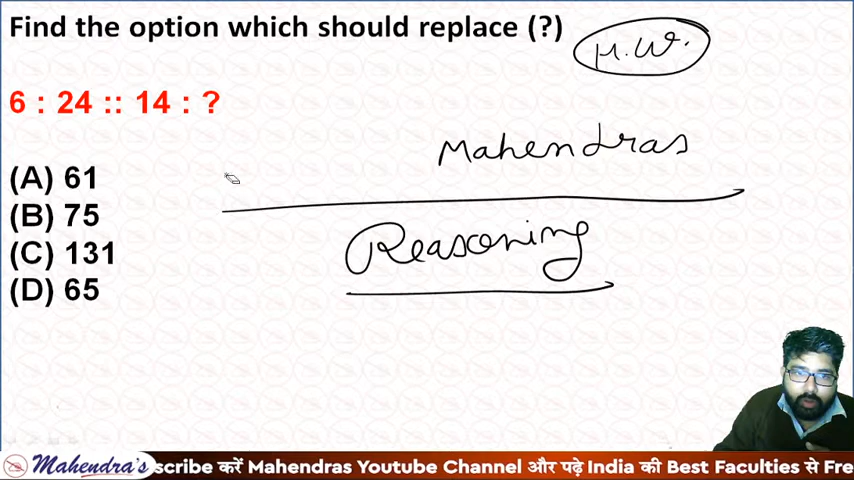 Find the option which should replace (?)
H.W.
6 : 24 :: 14 : ?
Mahendras
(A) 61
(B) 75
Reasoning
(C) 131
(D) 65
Mahendra's
scribe करें Mahendras Youtube Channel और पढ़े India की Best Faculties से Fre